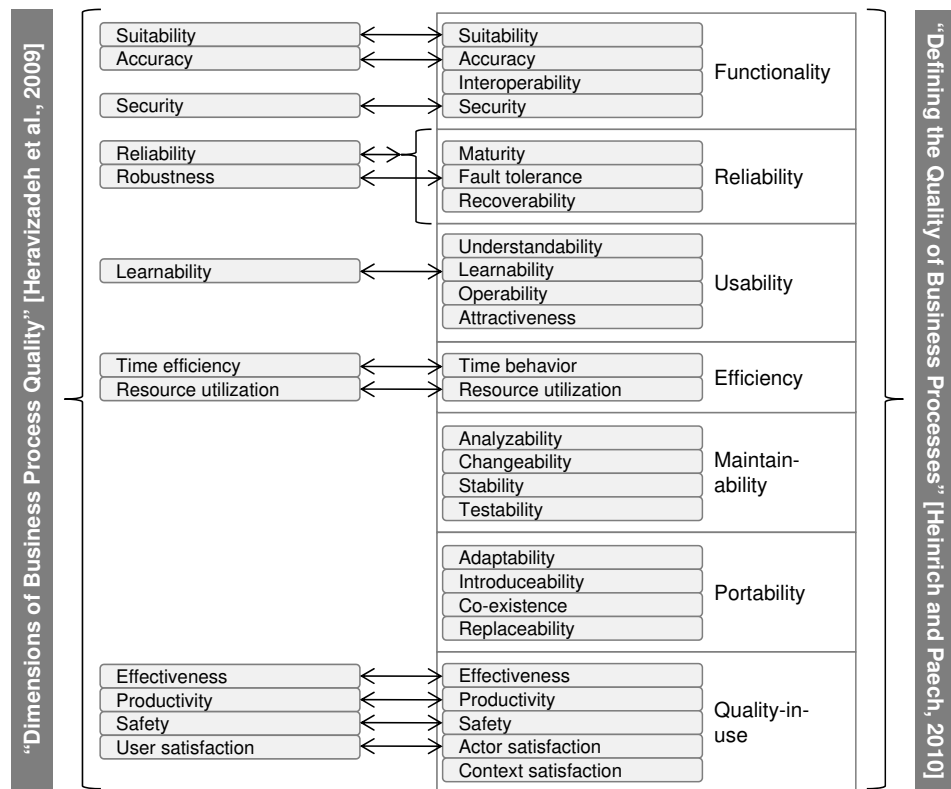 “Dimensions of Business Process Quality” [Heravizadeh et al., 2009]
Suitability
Accuracy
Security
Reliability
Robustness
Learnability
Time efficiency
Resource utilization
Effectiveness
Productivity
Safety
User satisfaction
Suitability
Accuracy
Interoperability
Security
Functionality
Maturity
Fault tolerance
Recoverability
Reliability
Understandability
Learnability
Operability
Attractiveness
Usability
Time behavior
Resource utilization
Efficiency
Analyzability
Changeability
Stability
Testability
Maintain-
ability
Adaptability
Introduceability
Co-existence
Replaceability
Portability
Effectiveness
Productivity
Safety
Actor satisfaction
Context satisfaction
Quality-in-
use
“Defining the Quality of Business Processes” [Heinrich and Paech, 2010]